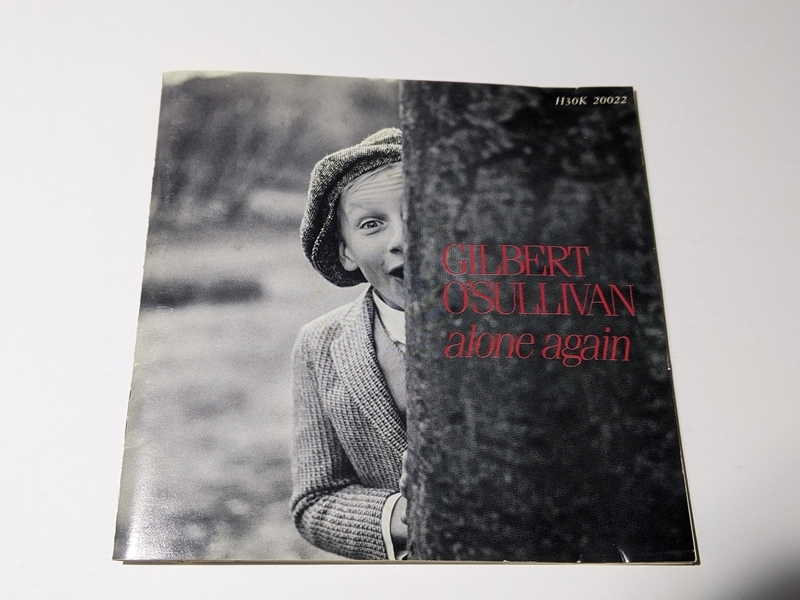 H30K 20022
GILBERT
O'SULLIVAN
alone again